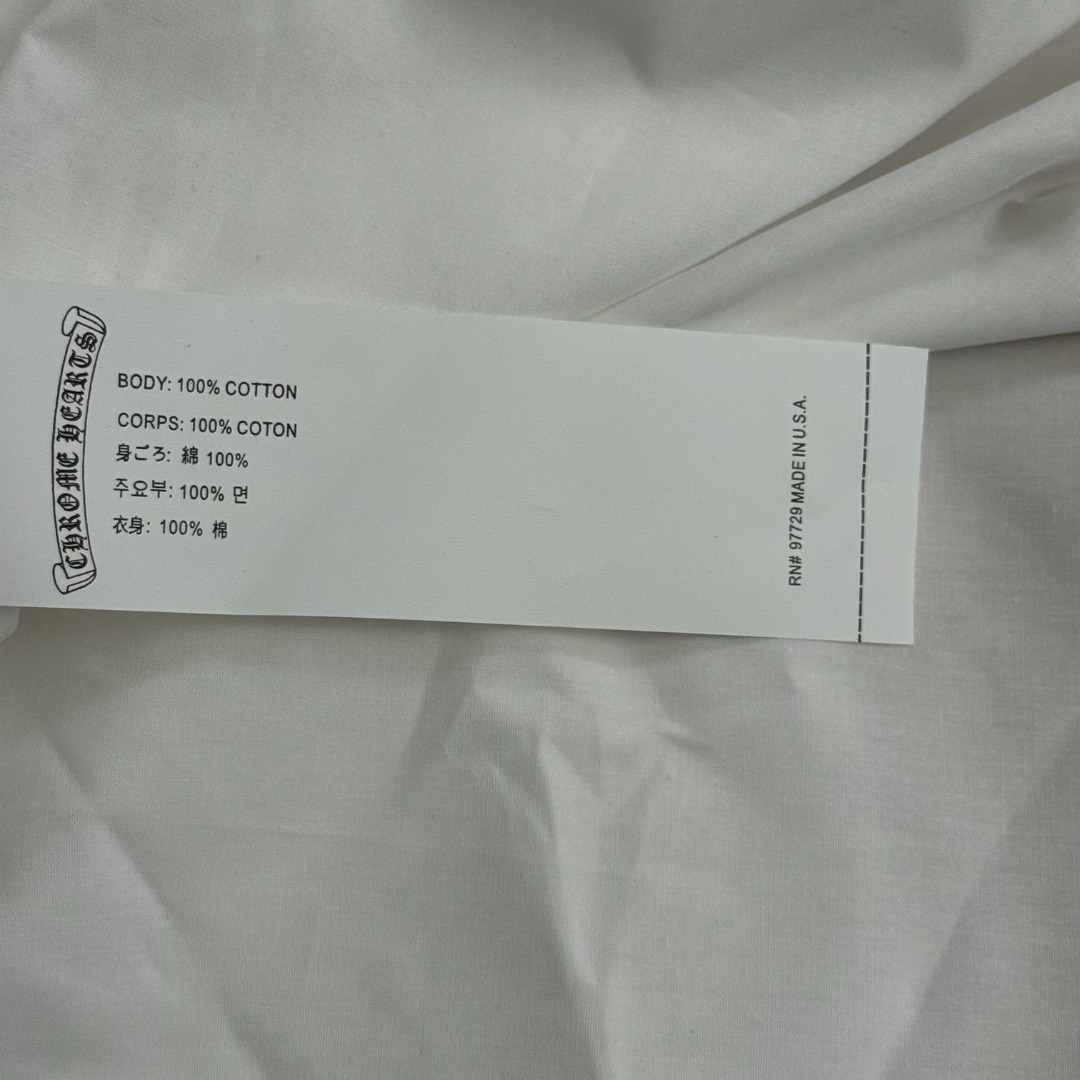 CHROME HEARTS
BODY: 100% COTTON
CORPS: 100% COTON
身ごろ: 綿 100%
주요부: 100% 면
衣身: 100% 棉
RN# 97729 MADE IN U.S.A.